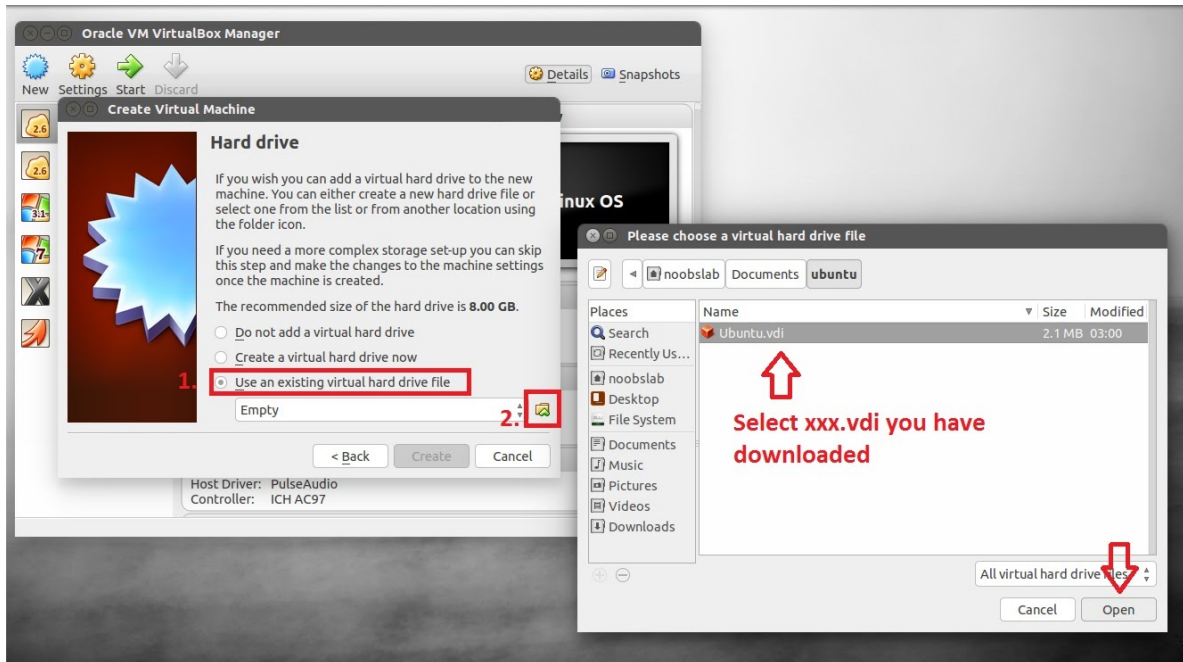 Oracle VM VirtualBox Manager
New Settings Start Discard
Details Snapshots
2.6
2.6
3.1
7
Create Virtual Machine
Hard drive
If you wish you can add a virtual hard drive to the new
machine. You can either create a new hard drive file or
select one from the list or from another location using
the folder icon.
If you need a more complex storage set-up you can skip
this step and make the changes to the machine settings
once the machine is created.
The recommended size of the hard drive is 8.00 GB.
Do not add a virtual hard drive
Create a virtual hard drive now
1. Use an existing virtual hard drive file
Empty
2.
< Back Create Cancel
inux OS
Host Driver: PulseAudio
Controller: ICH AC97
Please choose a virtual hard drive file
noobslab Documents ubuntu
Places
Search
Recently Us...
noobslab
Desktop
File System
Documents
Music
Pictures
Videos
Downloads
Name Size Modified
Ubuntu.vdi 2.1 MB 03:00
Select xxx.vdi you have
downloaded
All virtual hard drive files
Cancel Open